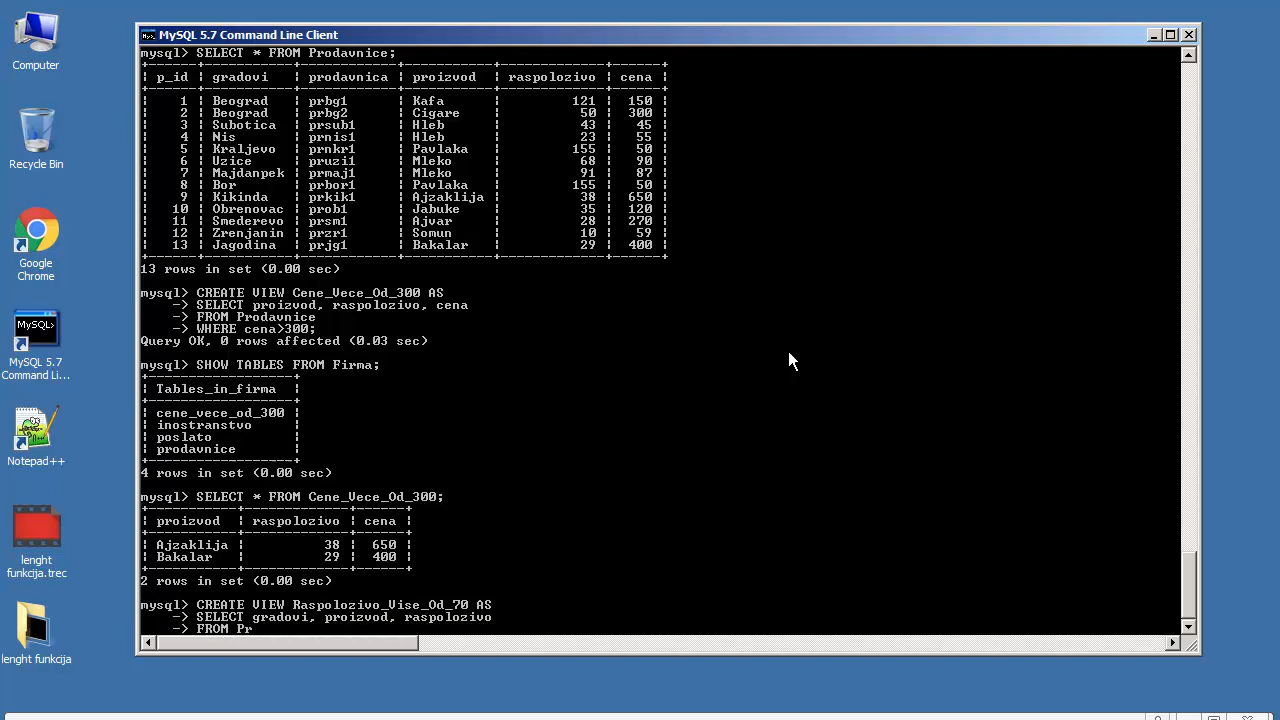 Computer
Recycle Bin
Google
Chrome
MySQL 5.7
Command Li...
Notepad++
lenght
funkcija.trec
lenght funkcija
MySQL>
MySQL 5.7 Command Line Client
mysql> SELECT * FROM Prodavnice;
| p_id | gradovi | prodavnica | proizvod | raspolozivo | cena |
| 1 | Beograd | prbg1 | Kafa | 121 | 150 |
| 2 | Beograd | prbg2 | Cigare | 50 | 300 |
| 3 | Subotica | prsub1 | Hleb | 43 | 45 |
| 4 | Nis | prnis1 | Hleb | 23 | 55 |
| 5 | Kraljevo | prnkr1 | Pavlaka | 155 | 50 |
| 6 | Uzice | pruzi1 | Mleko | 68 | 90 |
| 7 | Majdanpek | prmaj1 | Mleko | 91 | 87 |
| 8 | Bor | prbor1 | Pavlaka | 155 | 50 |
| 9 | Kikinda | prkik1 | Ajzaklija | 38 | 650 |
| 10 | Obrenovac | prob1 | Jabuke | 35 | 120 |
| 11 | Smederevo | prsm1 | Ajvar | 28 | 270 |
| 12 | Zrenjanin | przr1 | Somun | 10 | 59 |
| 13 | Jagodina | prjg1 | Bakalar | 29 | 400 |
13 rows in set (0.00 sec)
mysql> CREATE VIEW Cene_Vece_Od_300 AS
-> SELECT proizvod, raspolozivo, cena
-> FROM Prodavnice
-> WHERE cena>300;
Query OK, 0 rows affected (0.03 sec)
mysql> SHOW TABLES FROM Firma;
| Tables_in_firma |
| cene_vece_od_300 |
| inostranstvo |
| poslato |
| prodavnice |
4 rows in set (0.00 sec)
mysql> SELECT * FROM Cene_Vece_Od_300;
| proizvod | raspolozivo | cena |
| Ajzaklija | 38 | 650 |
| Bakalar | 29 | 400 |
2 rows in set (0.00 sec)
mysql> CREATE VIEW Raspolozivo_Vise_Od_70 AS
-> SELECT gradovi, proizvod, raspolozivo
-> FROM Pr